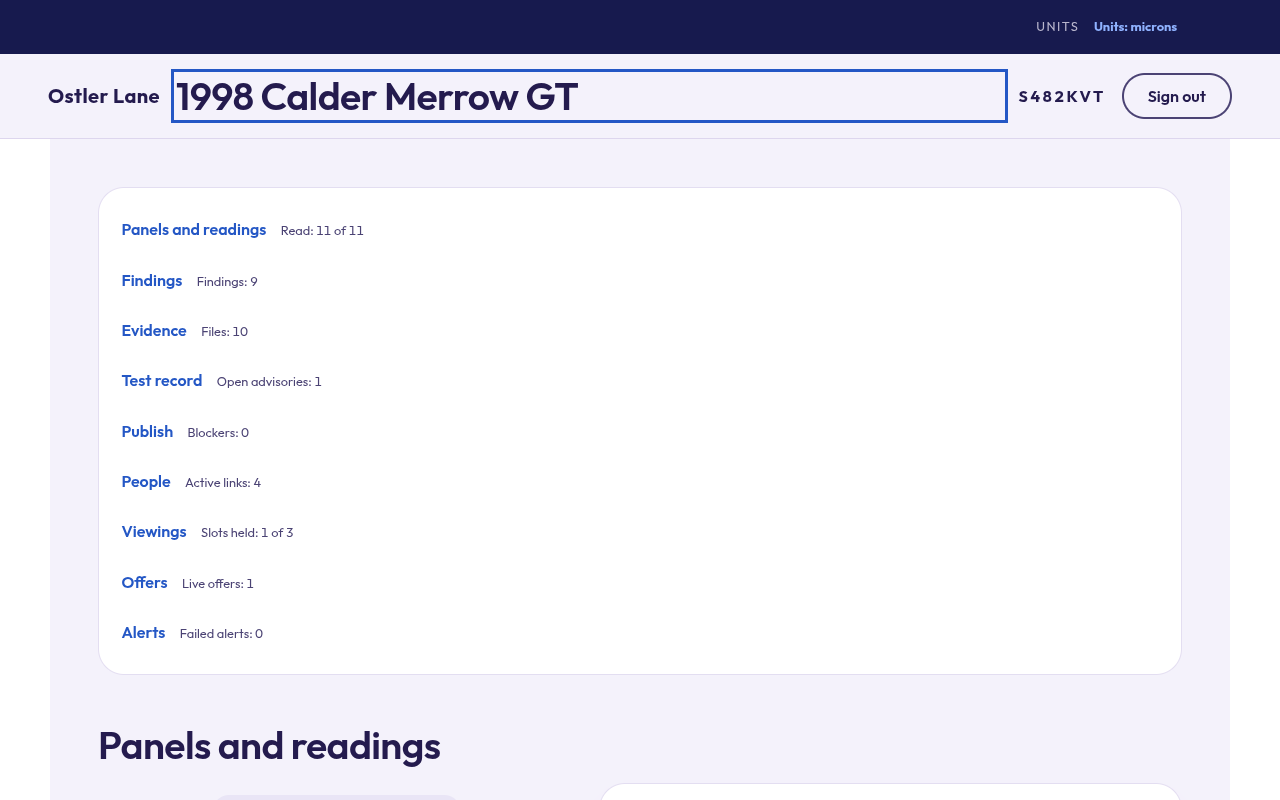 UNITS Units: microns
Ostler Lane 1998 Calder Merrow GT S482KVT Sign out
Panels and readings Read: 11 of 11
Findings Findings: 9
Evidence Files: 10
Test record Open advisories: 1
Publish Blockers: 0
People Active links: 4
Viewings Slots held: 1 of 3
Offers Live offers: 1
Alerts Failed alerts: 0
Panels and readings